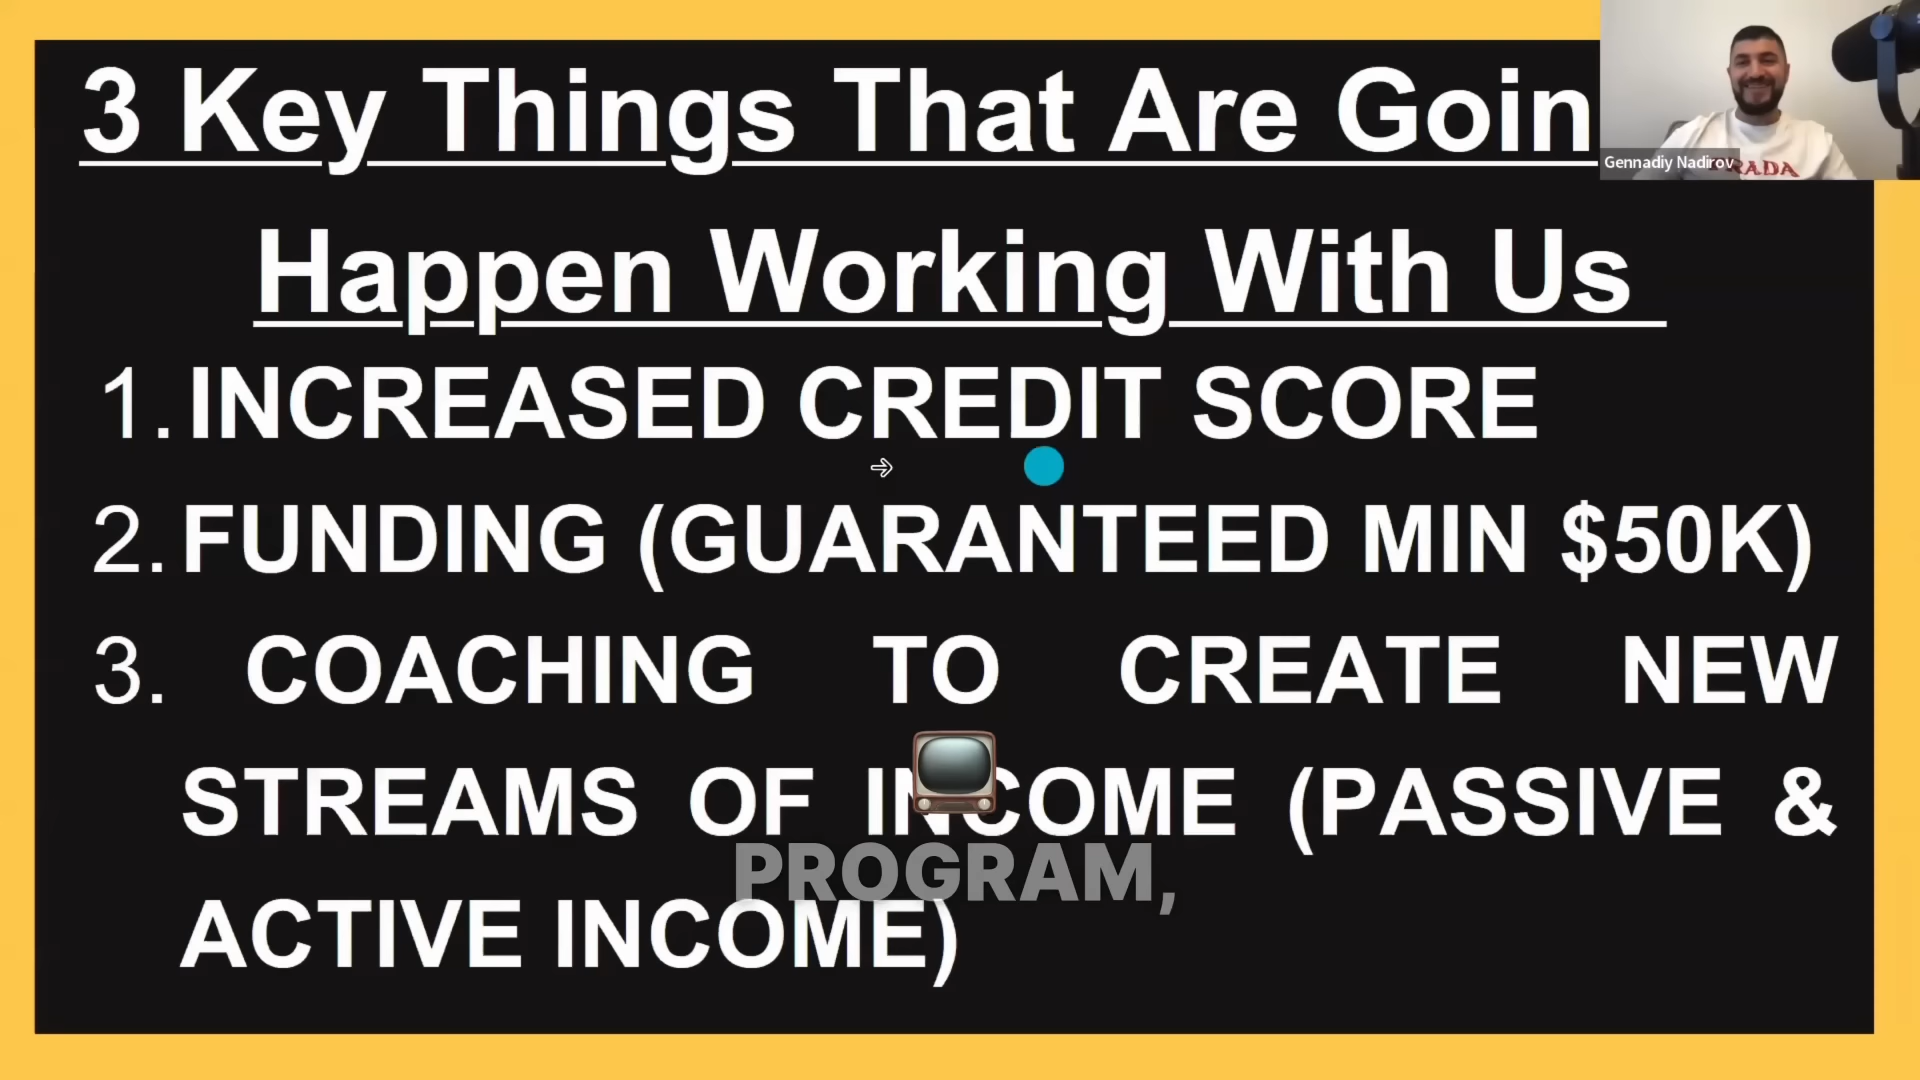 3 Key Things That Are Goin
Happen Working With Us
1. INCREASED CREDIT SCORE
2. FUNDING (GUARANTEED MIN $50K)
3. COACHING TO CREATE NEW
STREAMS OF INCOME (PASSIVE &
ACTIVE INCOME)
PROGRAM,
Gennadiy Nadirov
PRADA